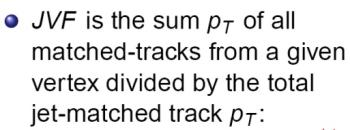 JVF is the sum p_T of all
matched-tracks from a given
vertex divided by the total
jet-matched track p_T: